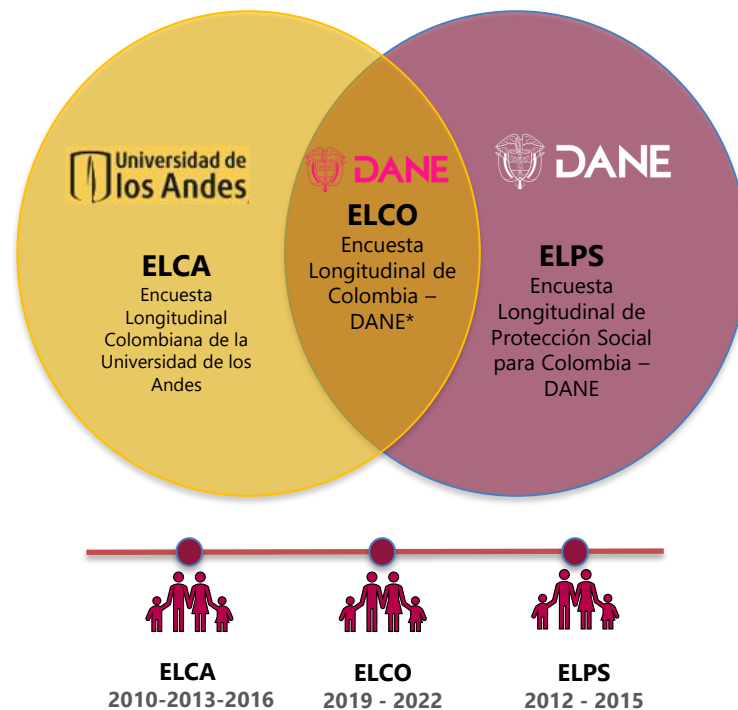 Universidad de
los Andes
ELCA
Encuesta
Longitudinal
Colombiana de la
Universidad de los
Andes
DANE
ELCO
Encuesta
Longitudinal de
Colombia –
DANE*
DANE
ELPS
Encuesta
Longitudinal de
Protección Social
para Colombia –
DANE
ELCA
2010-2013-2016
ELCO
2019 - 2022
ELPS
2012 - 2015